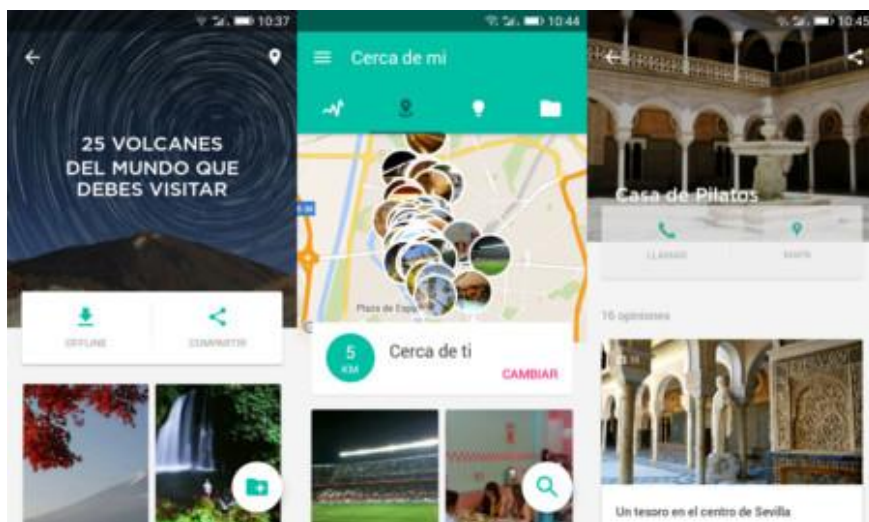 10:37
25 VOLCANES
DEL MUNDO QUE
DEBES VISITAR
OFFLINE
COMPARTIR
10:44
Cerca de mi
Plaza de Esp
5
KM
Cerca de ti
CAMBIAR
10:45
Casa de Pilatos
LLAMAR
MAPA
16 opiniones
Un tesoro en el centro de Sevilla